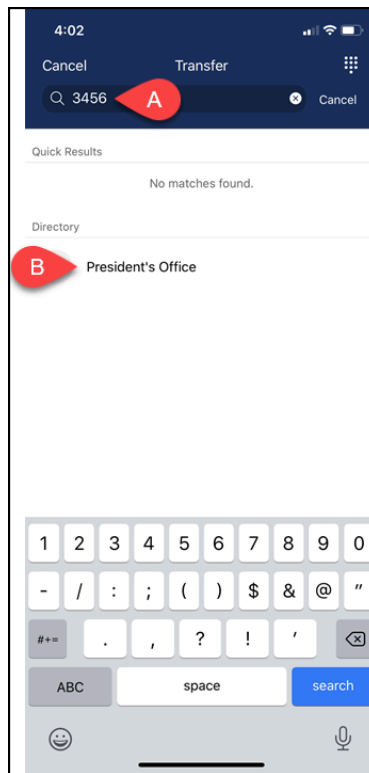 4:02
Cancel Transfer
3456 A Cancel
Quick Results
No matches found.
Directory
B President's Office
1 2 3 4 5 6 7 8 9 0
- / : ; ( ) $ & @ "
#+= . , ? ! '
ABC space search